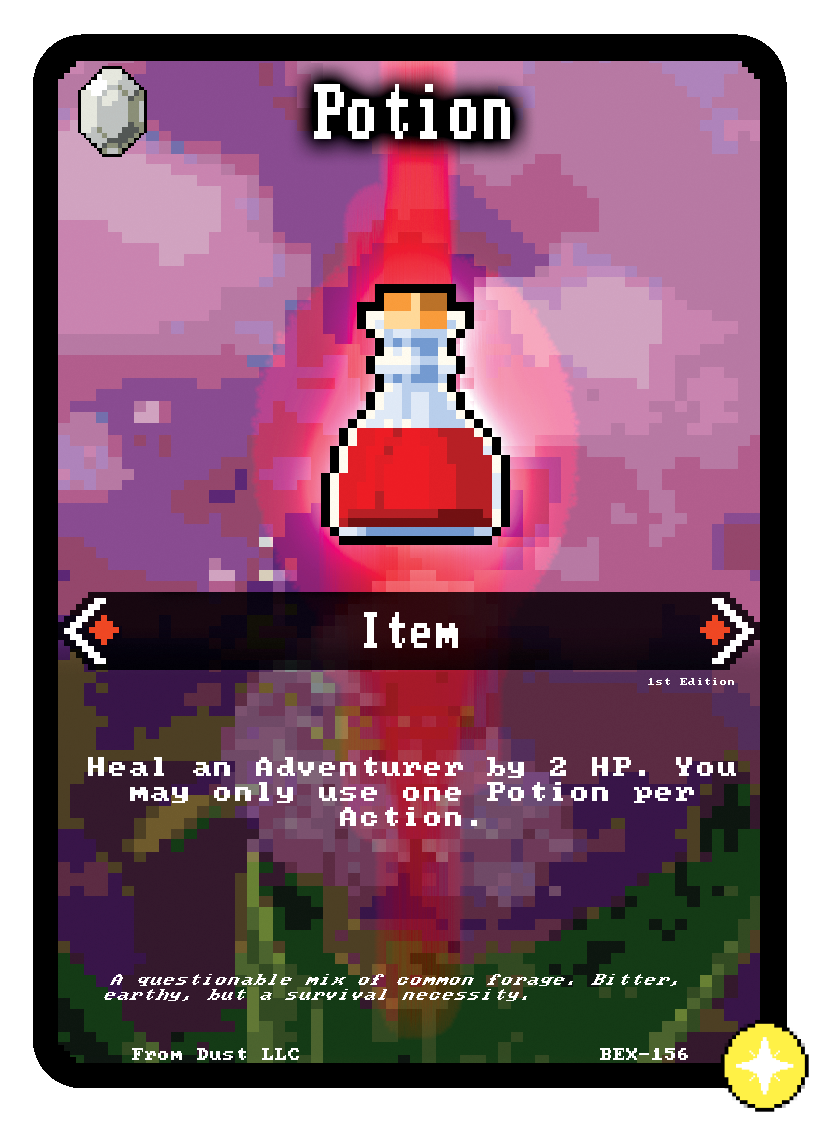 Potion
Item
1st Edition
Heal an Adventurer by 2 HP. You
may only use one Potion per
Action.
A questionable mix of common forage. Bitter,
earthy, but a survival necessity.
From Dust LLC
BEX-156